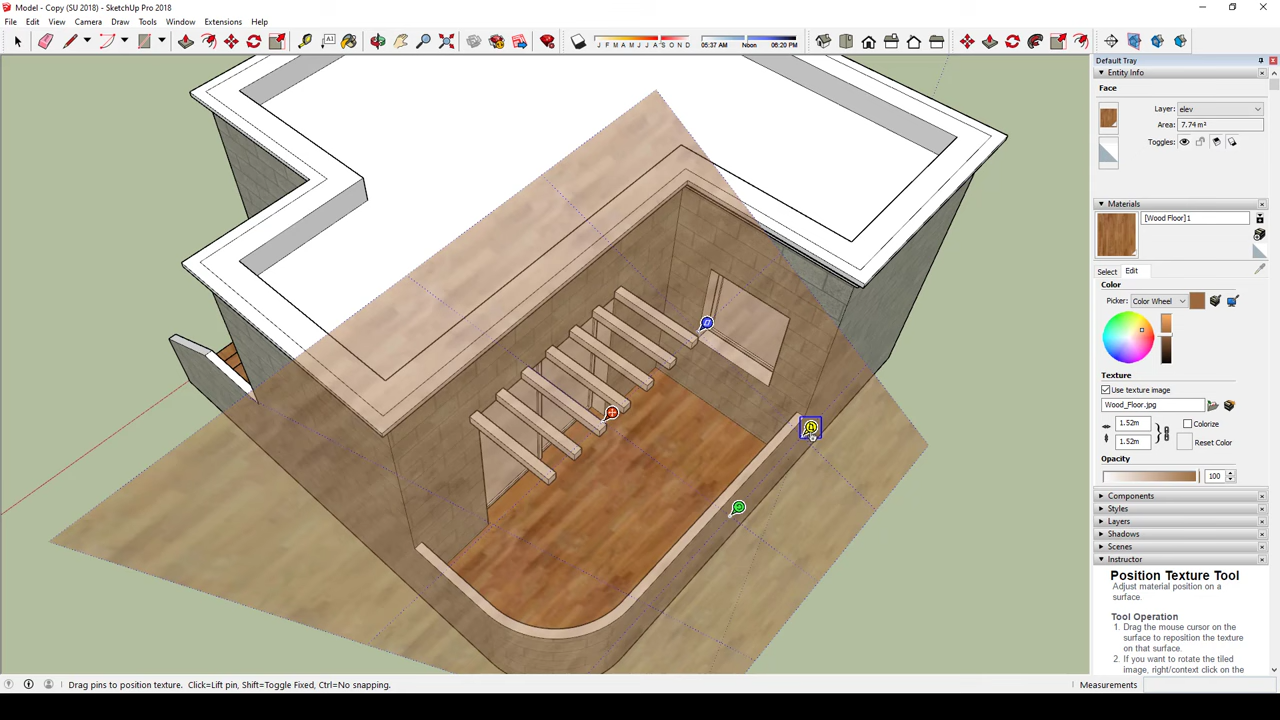 Model - Copy (SU 2018) - SketchUp Pro 2018
File Edit View Camera Draw Tools Window Extensions Help
J F M A M J J A S O N D 05:37 AM Noon 06:20 PM
Default Tray
Entity Info
Face
Layer: elev
Area: 7.74 m²
Toggles:
Materials
[Wood Floor]1
Select Edit
Color
Picker: Color Wheel
Texture
Use texture image
Wood_Floor.jpg
1.52m Colorize
1.52m Reset Color
Opacity
100
Components
Styles
Layers
Shadows
Scenes
Instructor
Position Texture Tool
Adjust material position on a
surface.
Tool Operation
1. Drag the mouse cursor on the
surface to reposition the texture
on that surface.
2. If you want to rotate the tiled
image, right/context click on the
Drag pins to position texture. Click=Lift pin, Shift=Toggle Fixed, Ctrl=No snapping.
Measurements